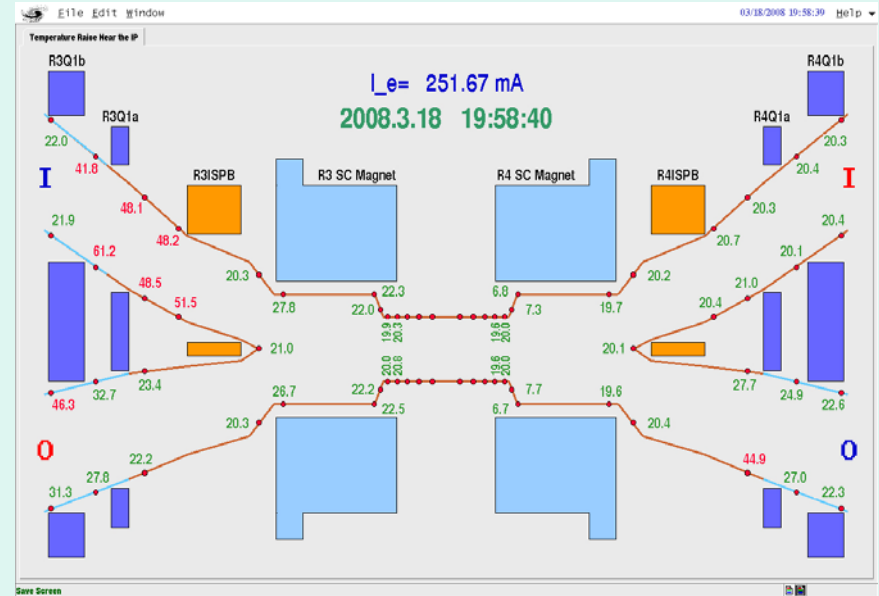 File Edit Window 03/18/2008 19:58:39 Help
Temperature Raise Near the IP
R3Q1b R4Q1b
I_e= 251.67 mA
2008.3.18 19:58:40
R3Q1a R4Q1a
22.0 20.3
41.8 20.4
I R3ISPB R3 SC Magnet R4 SC Magnet R4ISPB I
48.1 20.3
21.9 20.4
48.2 20.7
61.2 20.1
20.3 20.2
48.5 21.0
22.3 6.8
51.5 27.8 22.0 7.3 19.7 20.4
19.9 20.3 19.6 20.0
21.0 20.1
20.0 20.8 19.6 20.0
23.4 27.7
32.7 24.9
46.3 26.7 22.2 7.7 19.6 22.6
22.5 6.7
20.3 20.4
O O
22.2 44.9
27.8 27.0
31.3 22.3
Save Screen